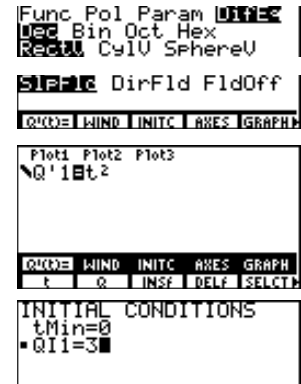 Func Pol Param DifEq
Dec Bin Oct Hex
RectV CylV SphereV
SlpFld DirFld FldOff
Q'(t)= WIND INITC AXES GRAPH
Plot1 Plot2 Plot3
\Q'1=t²
Q'(t)= WIND INITC AXES GRAPH
t Q INSf DELf SELCT
INITIAL CONDITIONS
tMin=0
▪QI1=3